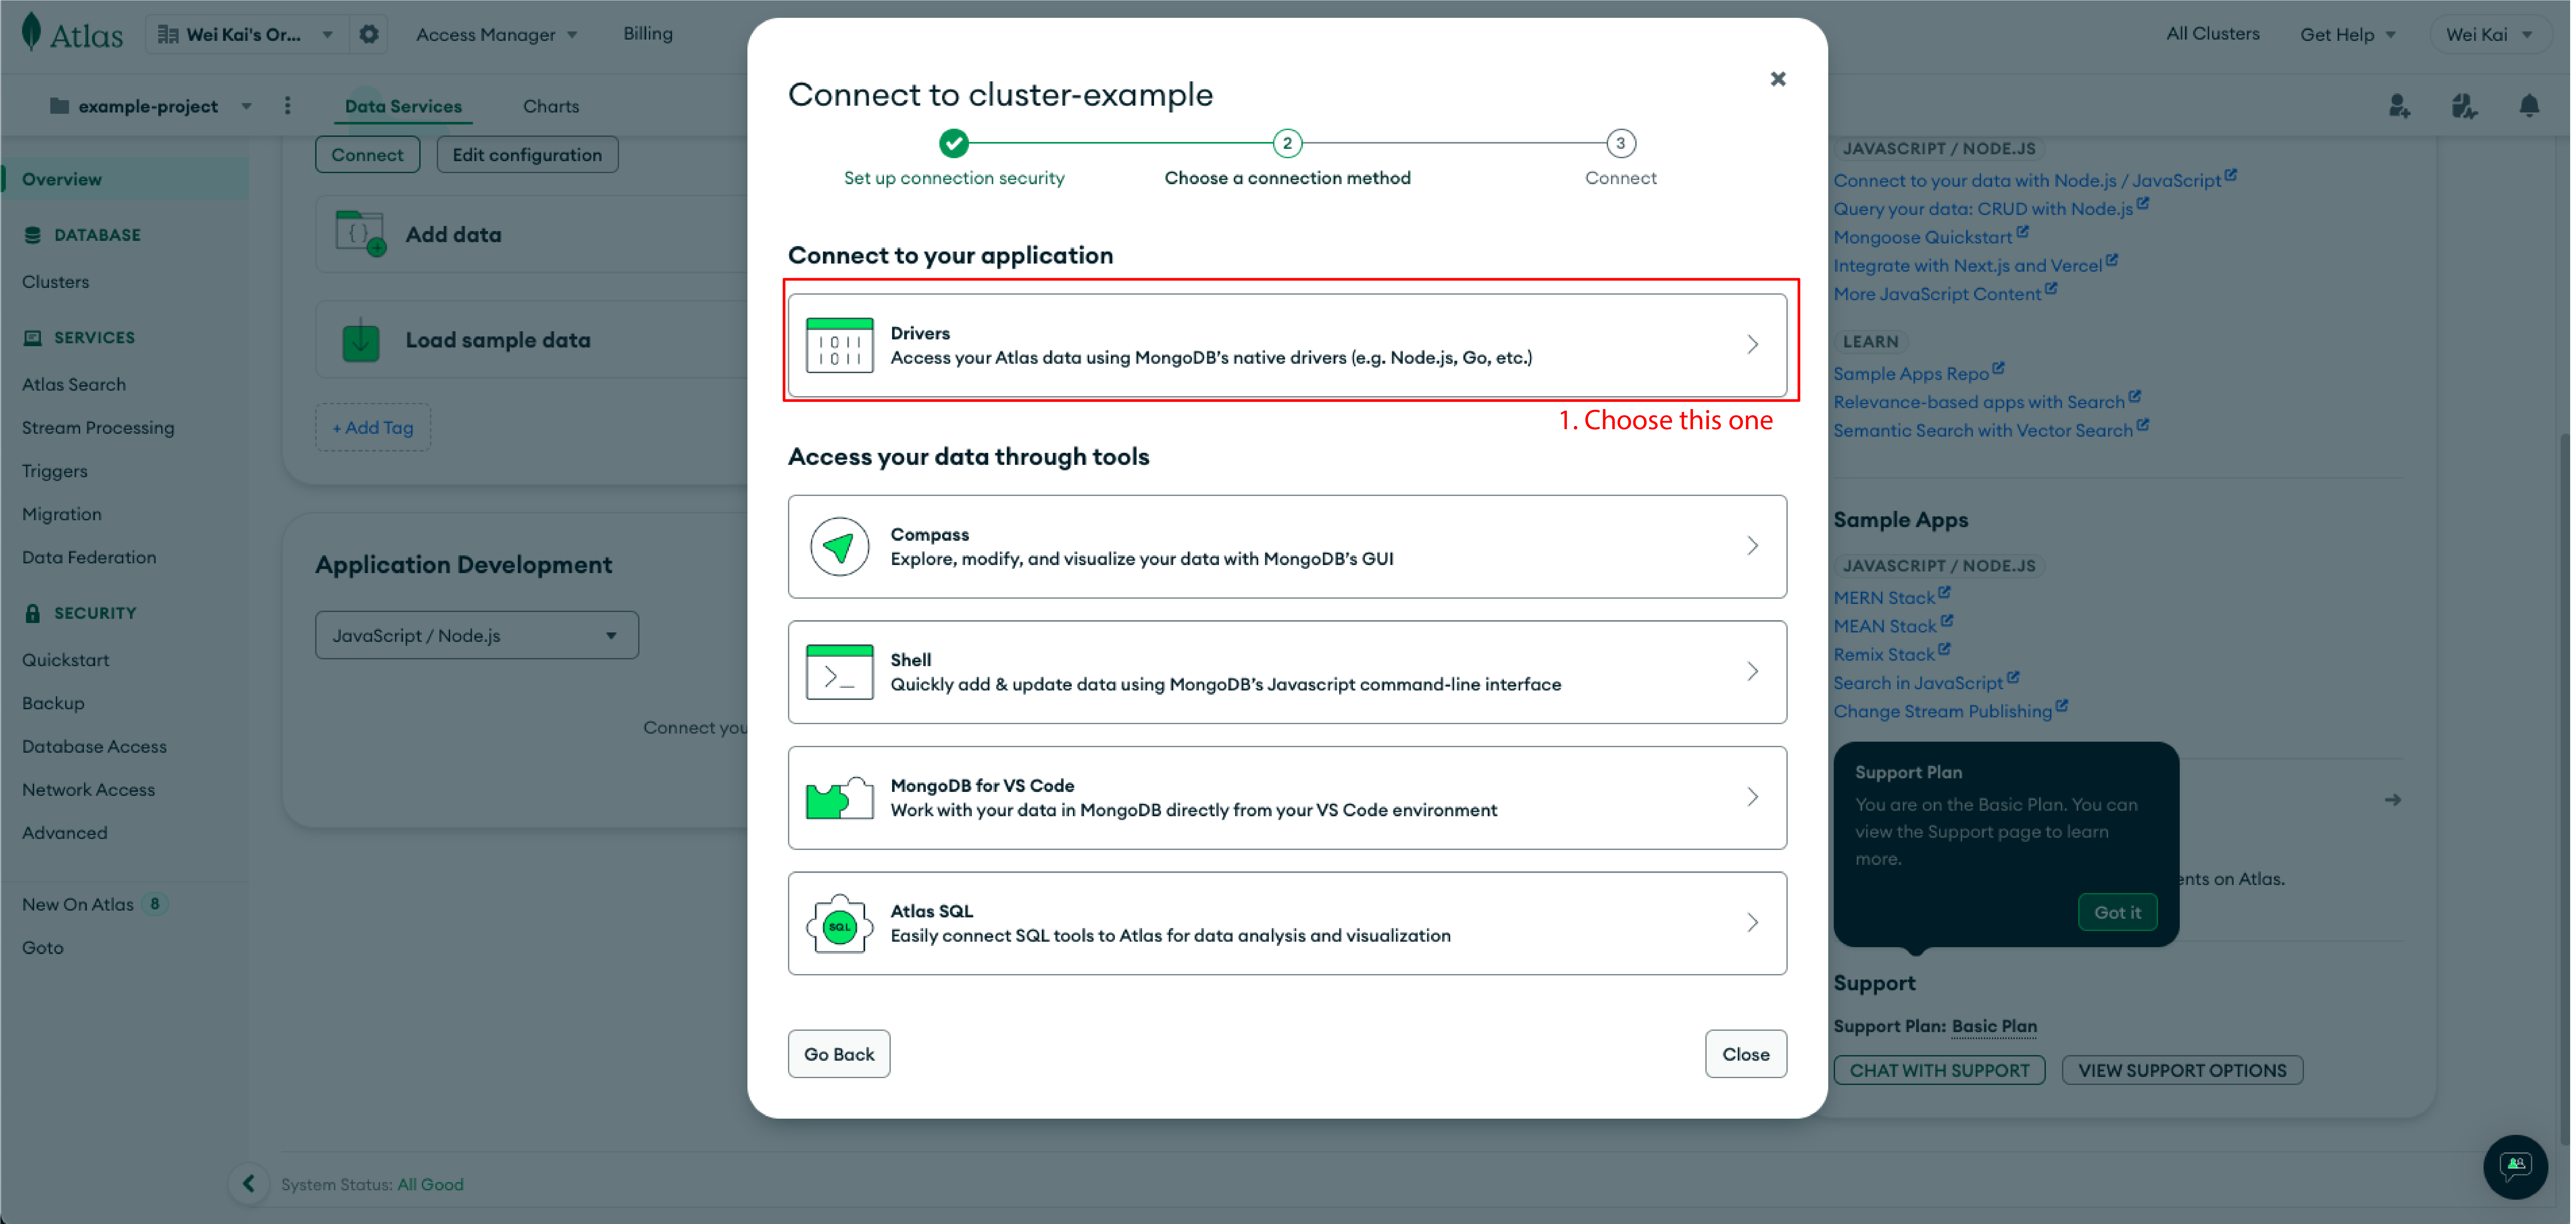 Atlas
Wei Kai's Or...
Access Manager
Billing
All Clusters
Get Help
Wei Kai
example-project
Data Services
Charts
Overview
DATABASE
Clusters
SERVICES
Atlas Search
Stream Processing
Triggers
Migration
Data Federation
SECURITY
Quickstart
Backup
Database Access
Network Access
Advanced
New On Atlas 8
Goto
Connect
Edit configuration
{}
Add data
Load sample data
+ Add Tag
Application Development
JavaScript / Node.js
Connect you
System Status: All Good
Connect to cluster-example
2
3
Set up connection security
Choose a connection method
Connect
Connect to your application
1011
1011
Drivers
Access your Atlas data using MongoDB's native drivers (e.g. Node.js, Go, etc.)
1. Choose this one
Access your data through tools
Compass
Explore, modify, and visualize your data with MongoDB's GUI
>_
Shell
Quickly add & update data using MongoDB's Javascript command-line interface
MongoDB for VS Code
Work with your data in MongoDB directly from your VS Code environment
SQL
Atlas SQL
Easily connect SQL tools to Atlas for data analysis and visualization
Go Back
Close
JAVASCRIPT / NODE.JS
Connect to your data with Node.js / JavaScript
Query your data: CRUD with Node.js
Mongoose Quickstart
Integrate with Next.js and Vercel
More JavaScript Content
LEARN
Sample Apps Repo
Relevance-based apps with Search
Semantic Search with Vector Search
Sample Apps
JAVASCRIPT / NODE.JS
MERN Stack
MEAN Stack
Remix Stack
Search in JavaScript
Change Stream Publishing
Support Plan
You are on the Basic Plan. You can
view the Support page to learn
more.
Got it
ents on Atlas.
Support
Support Plan: Basic Plan
CHAT WITH SUPPORT
VIEW SUPPORT OPTIONS